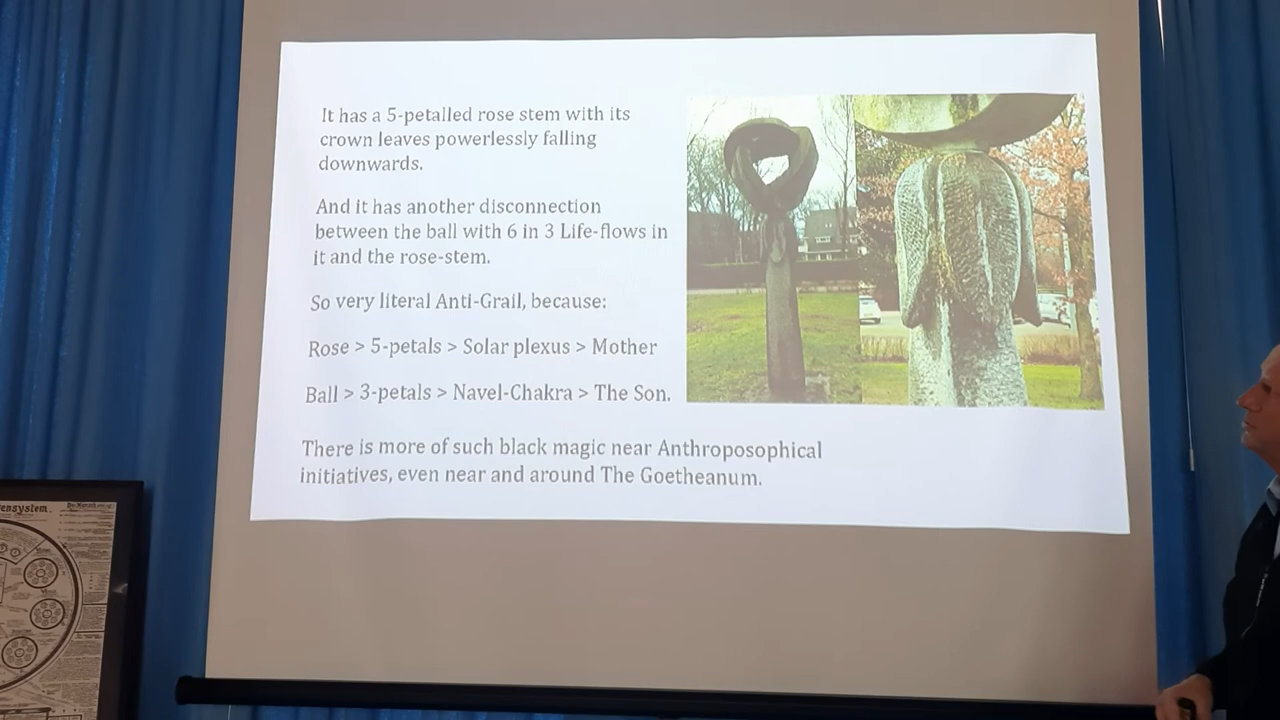 It has a 5-petalled rose stem with its
crown leaves powerlessly falling
downwards.
And it has another disconnection
between the ball with 6 in 3 Life-flows in
it and the rose-stem.
So very literal Anti-Grail, because:
Rose > 5-petals > Solar plexus > Mother
Ball > 3-petals > Navel-Chakra > The Son.
There is more of such black magic near Anthroposophical
initiatives, even near and around The Goetheanum.